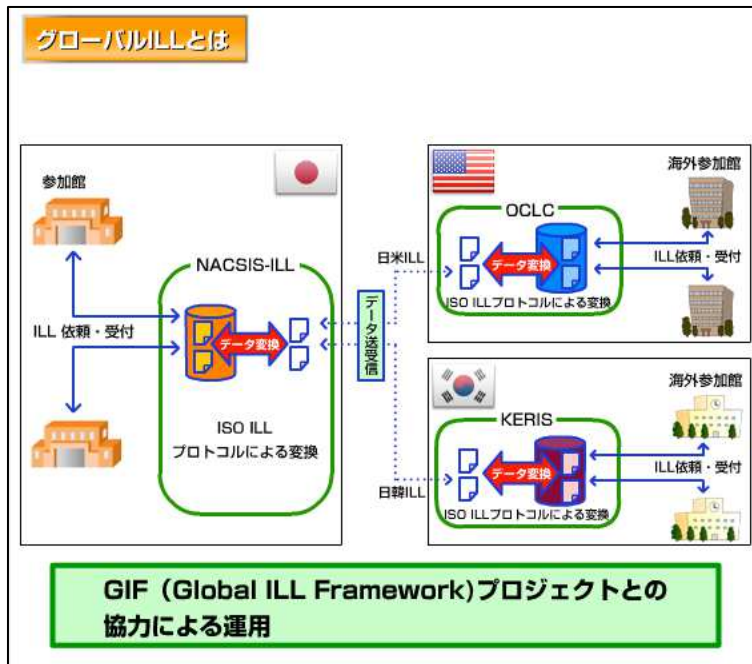 グローバルILLとは
参加館
ILL 依頼・受付
NACSIS-ILL
データ変換
ISO ILL
プロトコルによる変換
データ送受信
日米ILL
日韓ILL
OCLC
データ変換
ISO ILLプロトコルによる変換
海外参加館
ILL依頼・受付
KERIS
データ変換
ISO ILLプロトコルによる変換
海外参加館
ILL依頼・受付
GIF（Global ILL Framework)プロジェクトとの
協力による運用